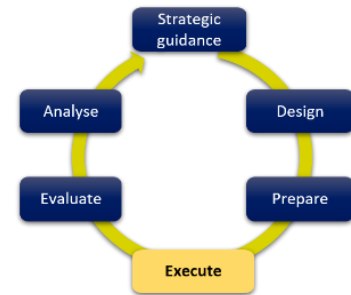 Strategic
guidance
Design
Prepare
Execute
Evaluate
Analyse